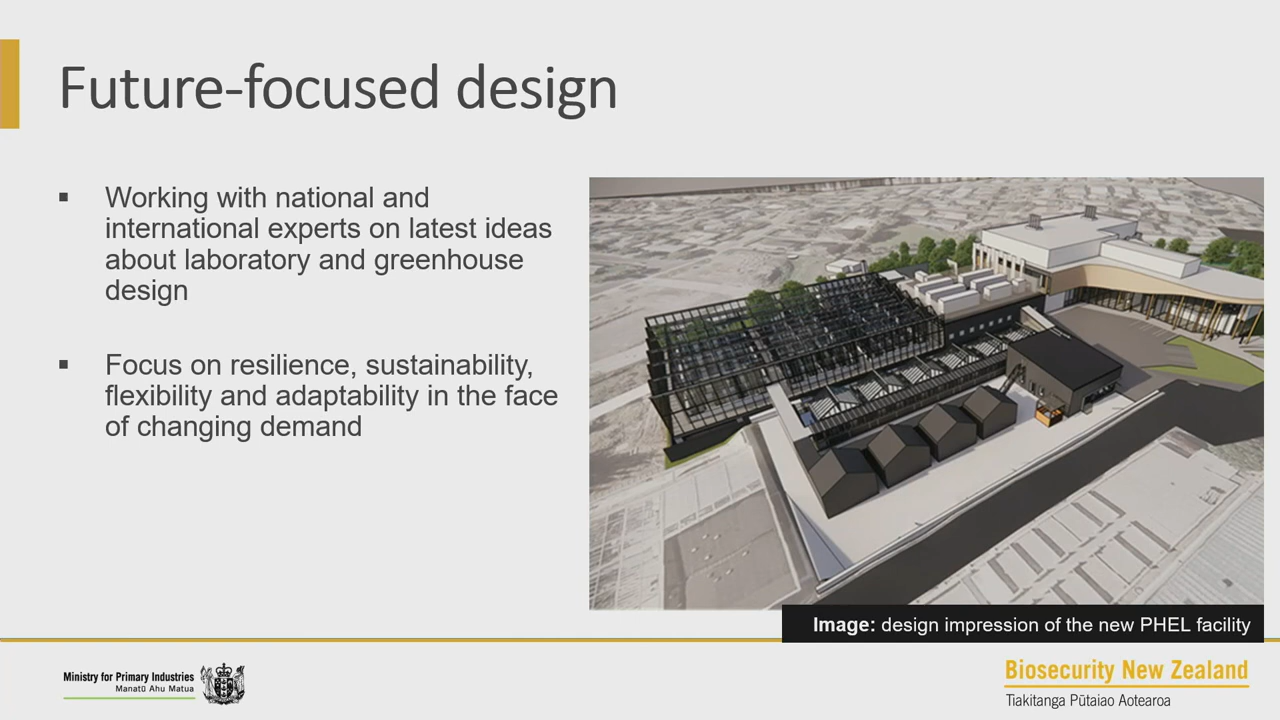 Future-focused design
▪ Working with national and
international experts on latest ideas
about laboratory and greenhouse
design
▪ Focus on resilience, sustainability,
flexibility and adaptability in the face
of changing demand
Image: design impression of the new PHEL facility
Ministry for Primary Industries
Manatū Ahu Matua
Biosecurity New Zealand
Tiakitanga Pūtaiao Aotearoa